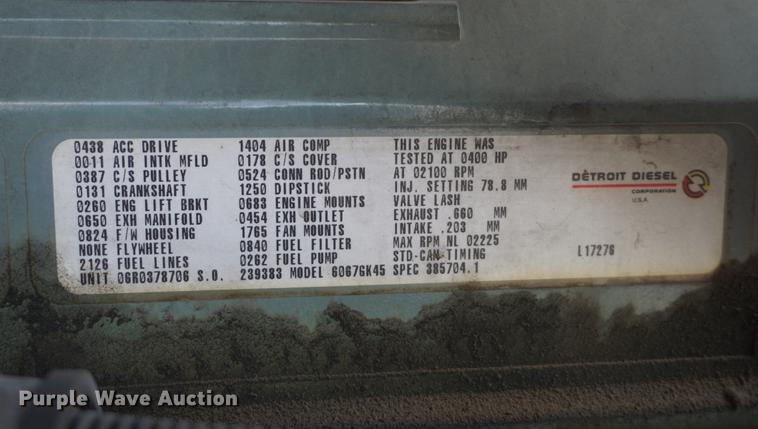 0438 ACC DRIVE
0011 AIR INTK MFLD
0387 C/S PULLEY
0131 CRANKSHAFT
0260 ENG LIFT BRKT
0650 EXH MANIFOLD
0824 F/W HOUSING
NONE FLYWHEEL
2126 FUEL LINES
1404 AIR COMP
0178 C/S COVER
0524 CONN ROD/PSTN
1250 DIPSTICK
0683 ENGINE MOUNTS
0454 EXH OUTLET
1765 FAN MOUNTS
0840 FUEL FILTER
0262 FUEL PUMP
THIS ENGINE WAS
TESTED AT 0400 HP
AT 02100 RPM
INJ. SETTING 78.8 MM
VALVE LASH
EXHAUST .660 MM
INTAKE .203 MM
MAX RPM NL 02225
STD-CAM TIMING
UNIT 06R0378706 S.O. 239383 MODEL 6067GK45 SPEC 385704.1
DETROIT DIESEL
CORPORATION
U.S.A.
L17276
Purple Wave Auction